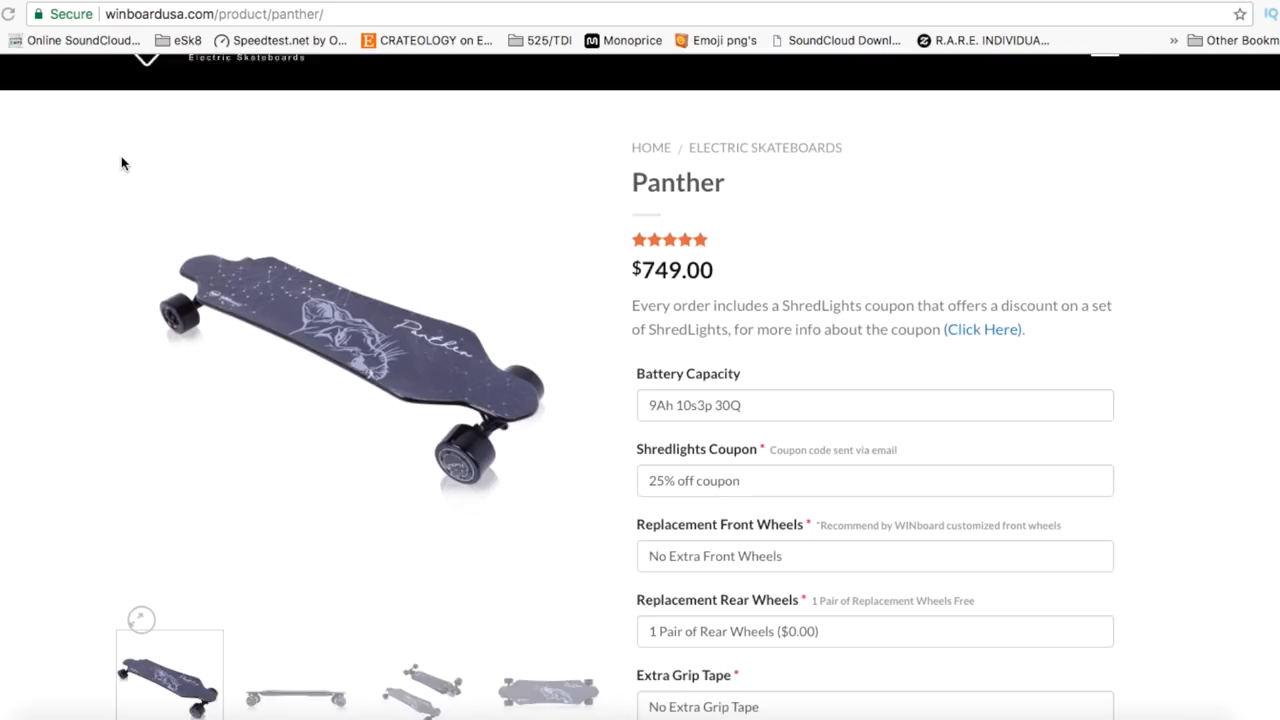 Secure winboardusa.com/product/panther/
Online SoundCloud... eSk8 Speedtest.net by O... CRATEOLOGY on E... 525/TDI Monoprice Emoji png's SoundCloud Downl... R.A.R.E. INDIVIDUA... » Other Bookm
Electric Skateboards
HOME / ELECTRIC SKATEBOARDS
Panther
$749.00
Every order includes a ShredLights coupon that offers a discount on a set
of ShredLights, for more info about the coupon (Click Here).
Battery Capacity
9Ah 10s3p 30Q
Shredlights Coupon * Coupon code sent via email
25% off coupon
Replacement Front Wheels * *Recommend by WINboard customized front wheels
No Extra Front Wheels
Replacement Rear Wheels * 1 Pair of Replacement Wheels Free
1 Pair of Rear Wheels ($0.00)
Extra Grip Tape *
No Extra Grip Tape
Panther